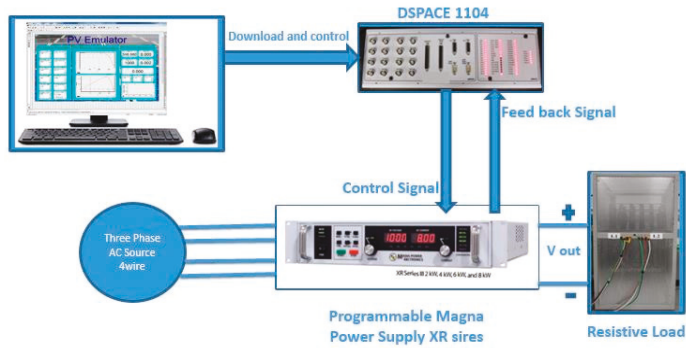 DSPACE 1104
PV Emulator
Download and control
Feed back Signal
Control Signal
Three Phase
AC Source
4wire
1000
8.00
XR Series III 2 kW, 4 kW, 6 kW, and 8 kW
+
V out
-
Programmable Magna
Power Supply XR sires
Resistive Load